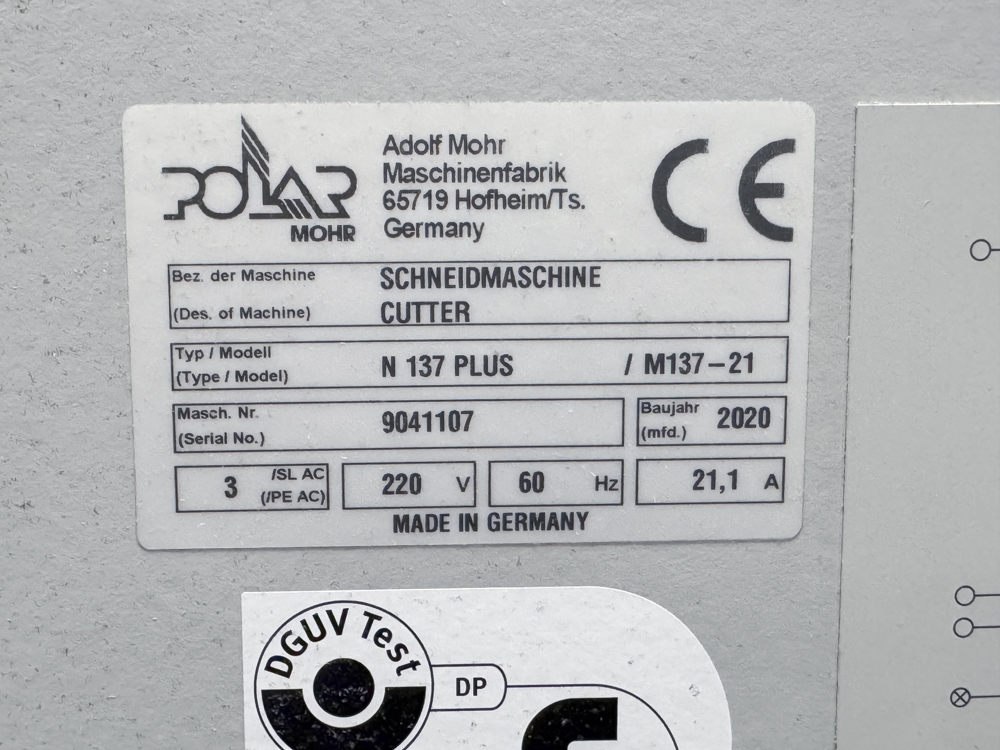 POLAR
MOHR
Adolf Mohr
Maschinenfabrik
65719 Hofheim/Ts.
Germany
CE
Bez. der Maschine SCHNEIDMASCHINE
(Des. of Machine) CUTTER
Typ / Modell
(Type / Model) N 137 PLUS / M137-21
Masch. Nr. 9041107 Baujahr 2020
(Serial No.) (mfd.)
3 /SL AC 220 V 60 Hz 21,1 A
(/PE AC)
MADE IN GERMANY
DGUV Test
DP